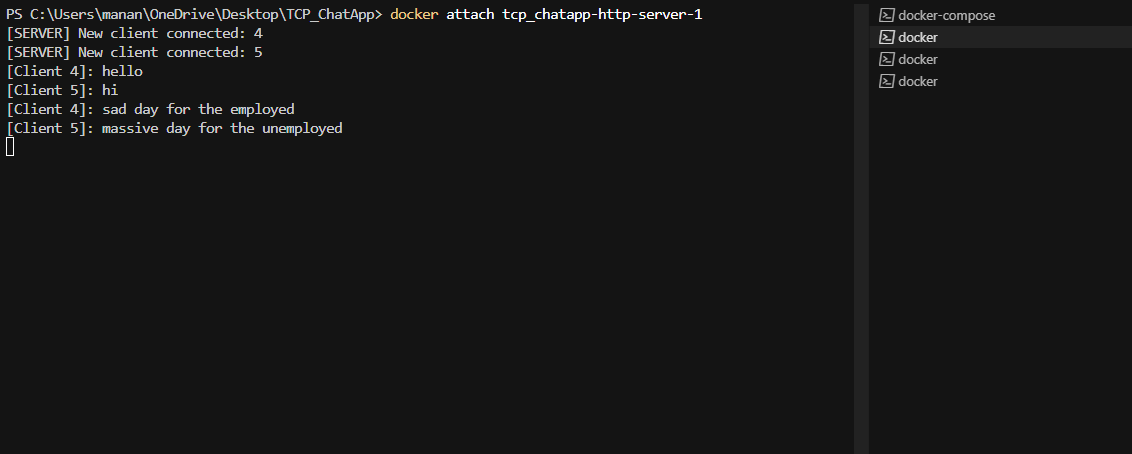 PS C:\Users\manan\OneDrive\Desktop\TCP_ChatApp> docker attach tcp_chatapp-http-server-1
[SERVER] New client connected: 4
[SERVER] New client connected: 5
[Client 4]: hello
[Client 5]: hi
[Client 4]: sad day for the employed
[Client 5]: massive day for the unemployed
docker-compose
docker
docker
docker